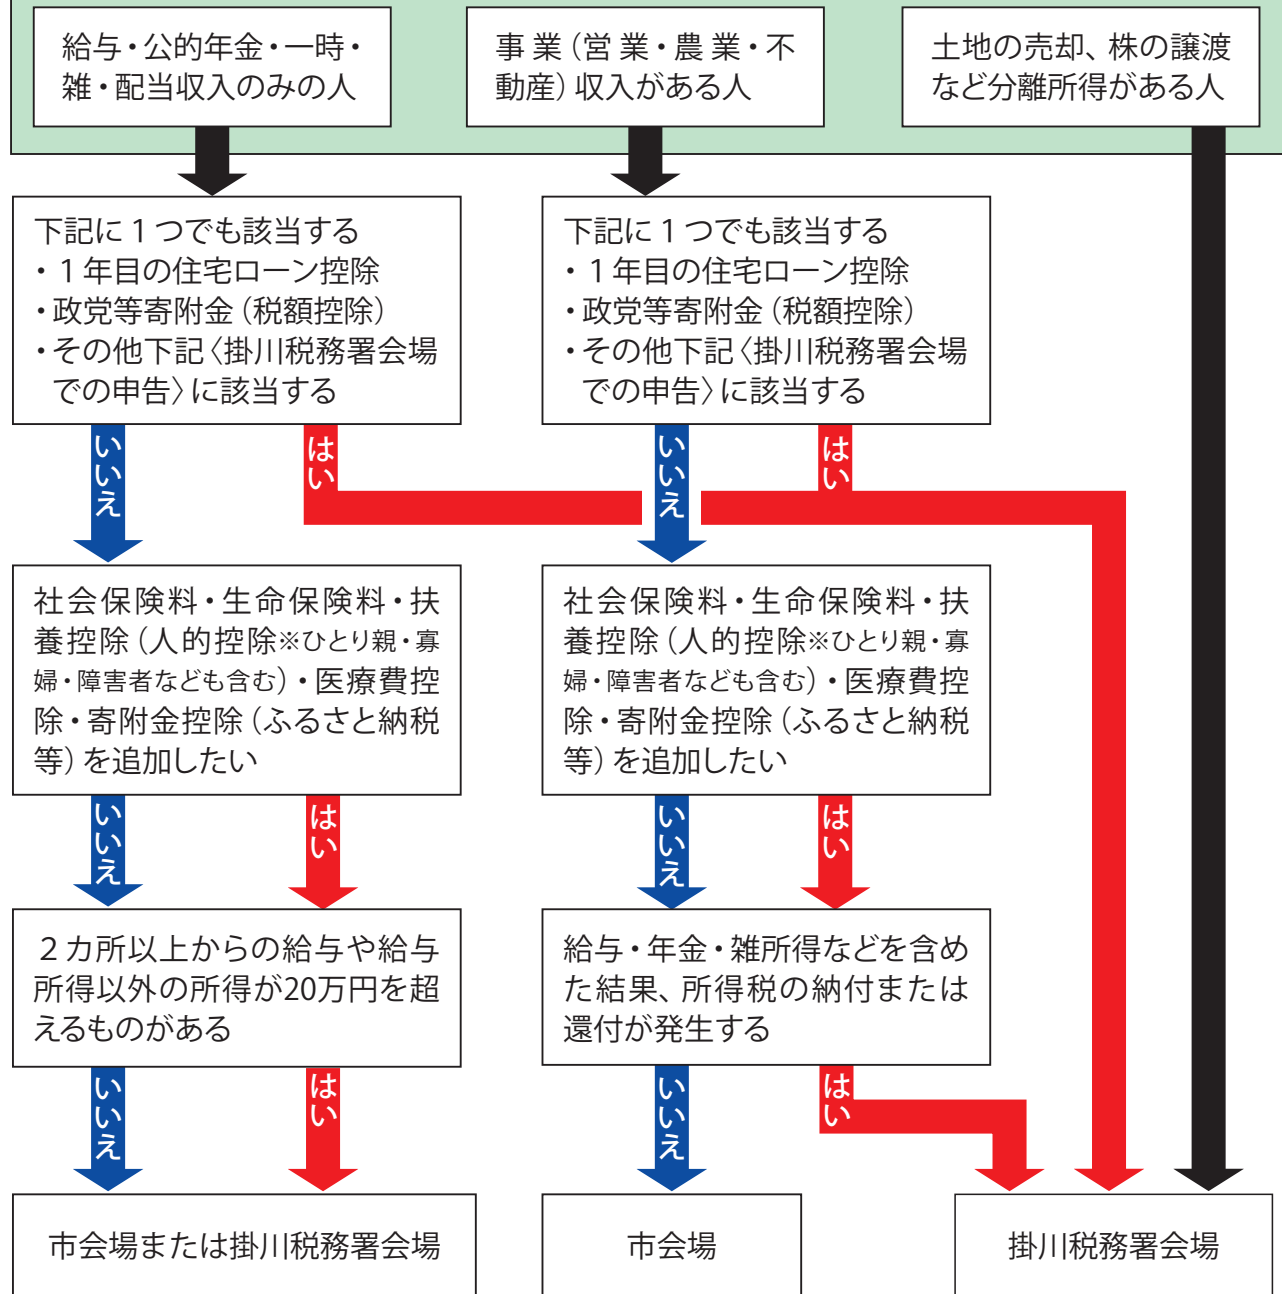 給与・公的年金・一時・
雑・配当収入のみの人
事業（営業・農業・不
動産）収入がある人
土地の売却、株の譲渡
など分離所得がある人
下記に１つでも該当する
・１年目の住宅ローン控除
・政党等寄附金（税額控除）
・その他下記〈掛川税務署会場
での申告〉に該当する
下記に１つでも該当する
・１年目の住宅ローン控除
・政党等寄附金（税額控除）
・その他下記〈掛川税務署会場
での申告〉に該当する
いいえ
はい
いいえ
はい
社会保険料・生命保険料・扶
養控除（人的控除※ひとり親・寡
婦・障害者なども含む）・医療費控
除・寄附金控除（ふるさと納税
等）を追加したい
社会保険料・生命保険料・扶
養控除（人的控除※ひとり親・寡
婦・障害者なども含む）・医療費控
除・寄附金控除（ふるさと納税
等）を追加したい
いいえ
はい
いいえ
はい
２カ所以上からの給与や給与
所得以外の所得が20万円を超
えるものがある
給与・年金・雑所得などを含め
た結果、所得税の納付または
還付が発生する
いいえ
はい
いいえ
はい
市会場または掛川税務署会場
市会場
掛川税務署会場